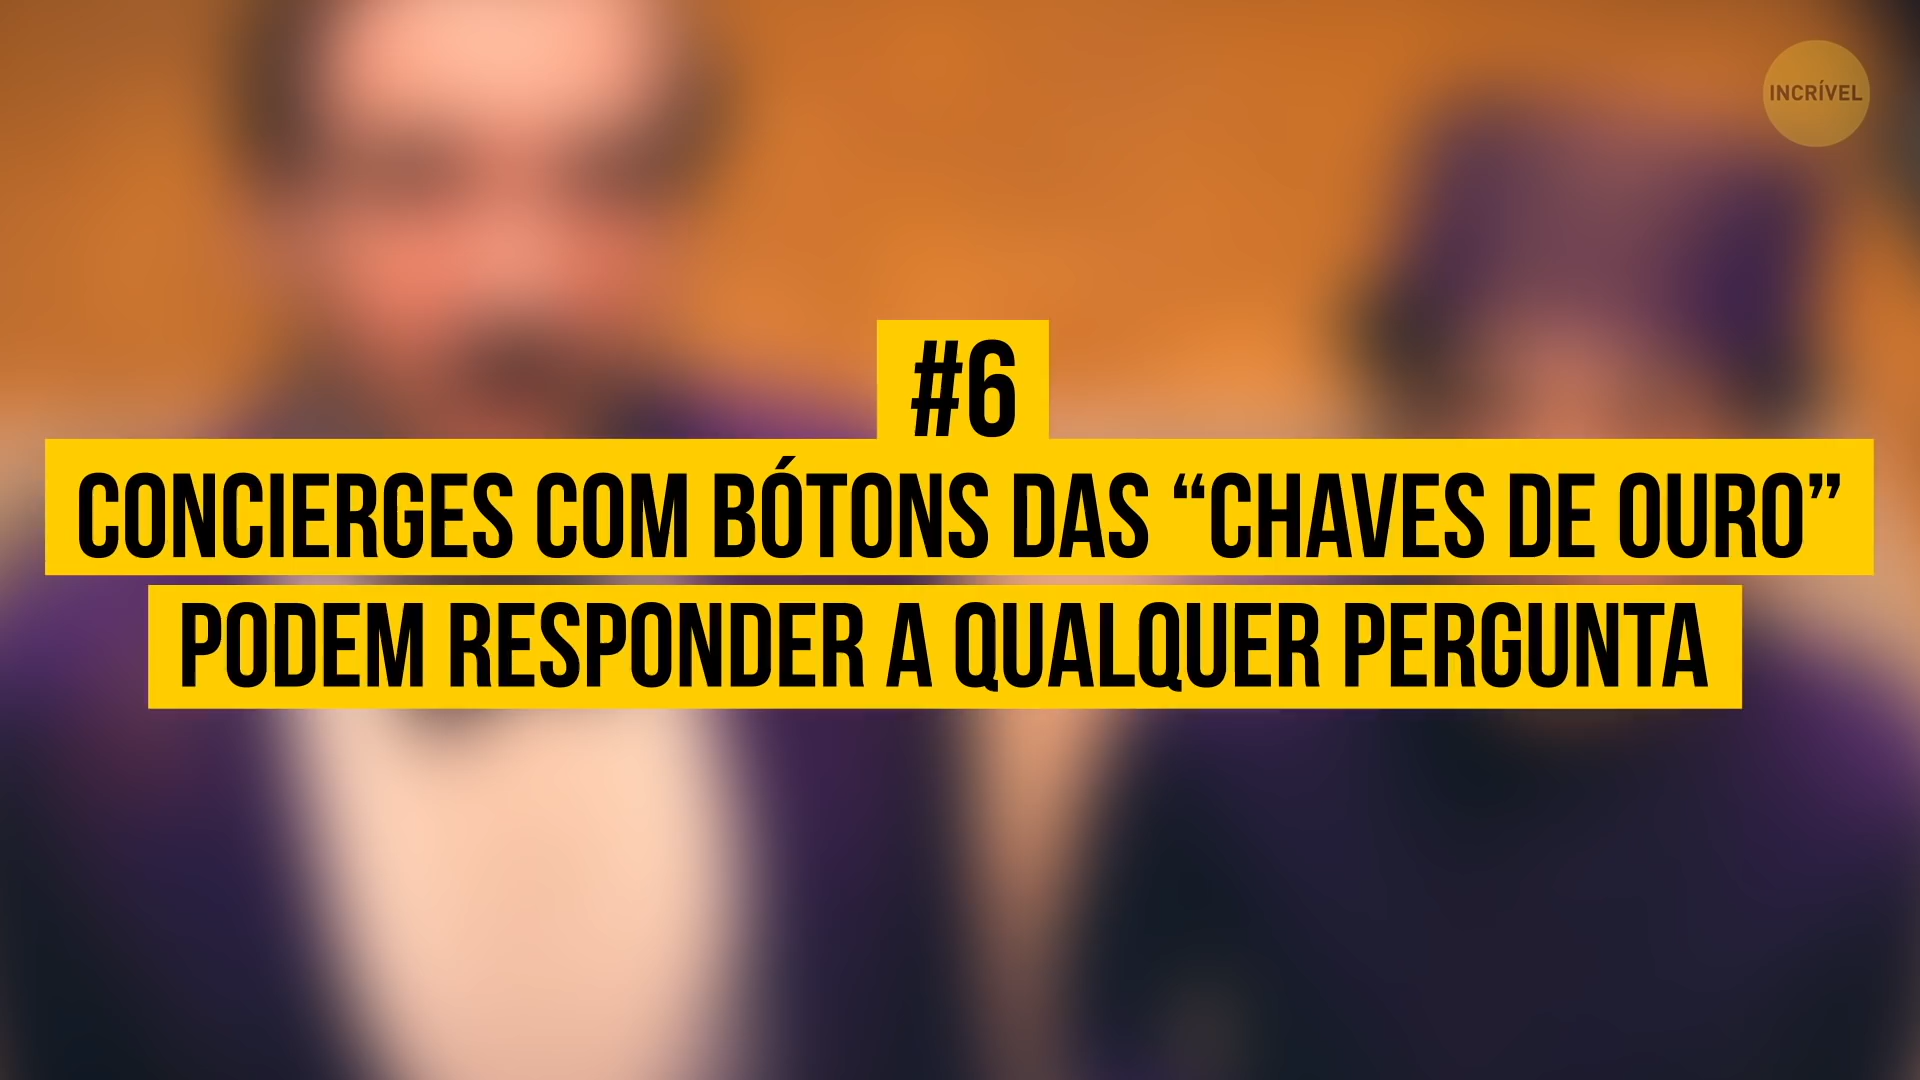 INCRÍVEL
#6
CONCIERGES COM BÓTONS DAS “CHAVES DE OURO”
PODEM RESPONDER A QUALQUER PERGUNTA